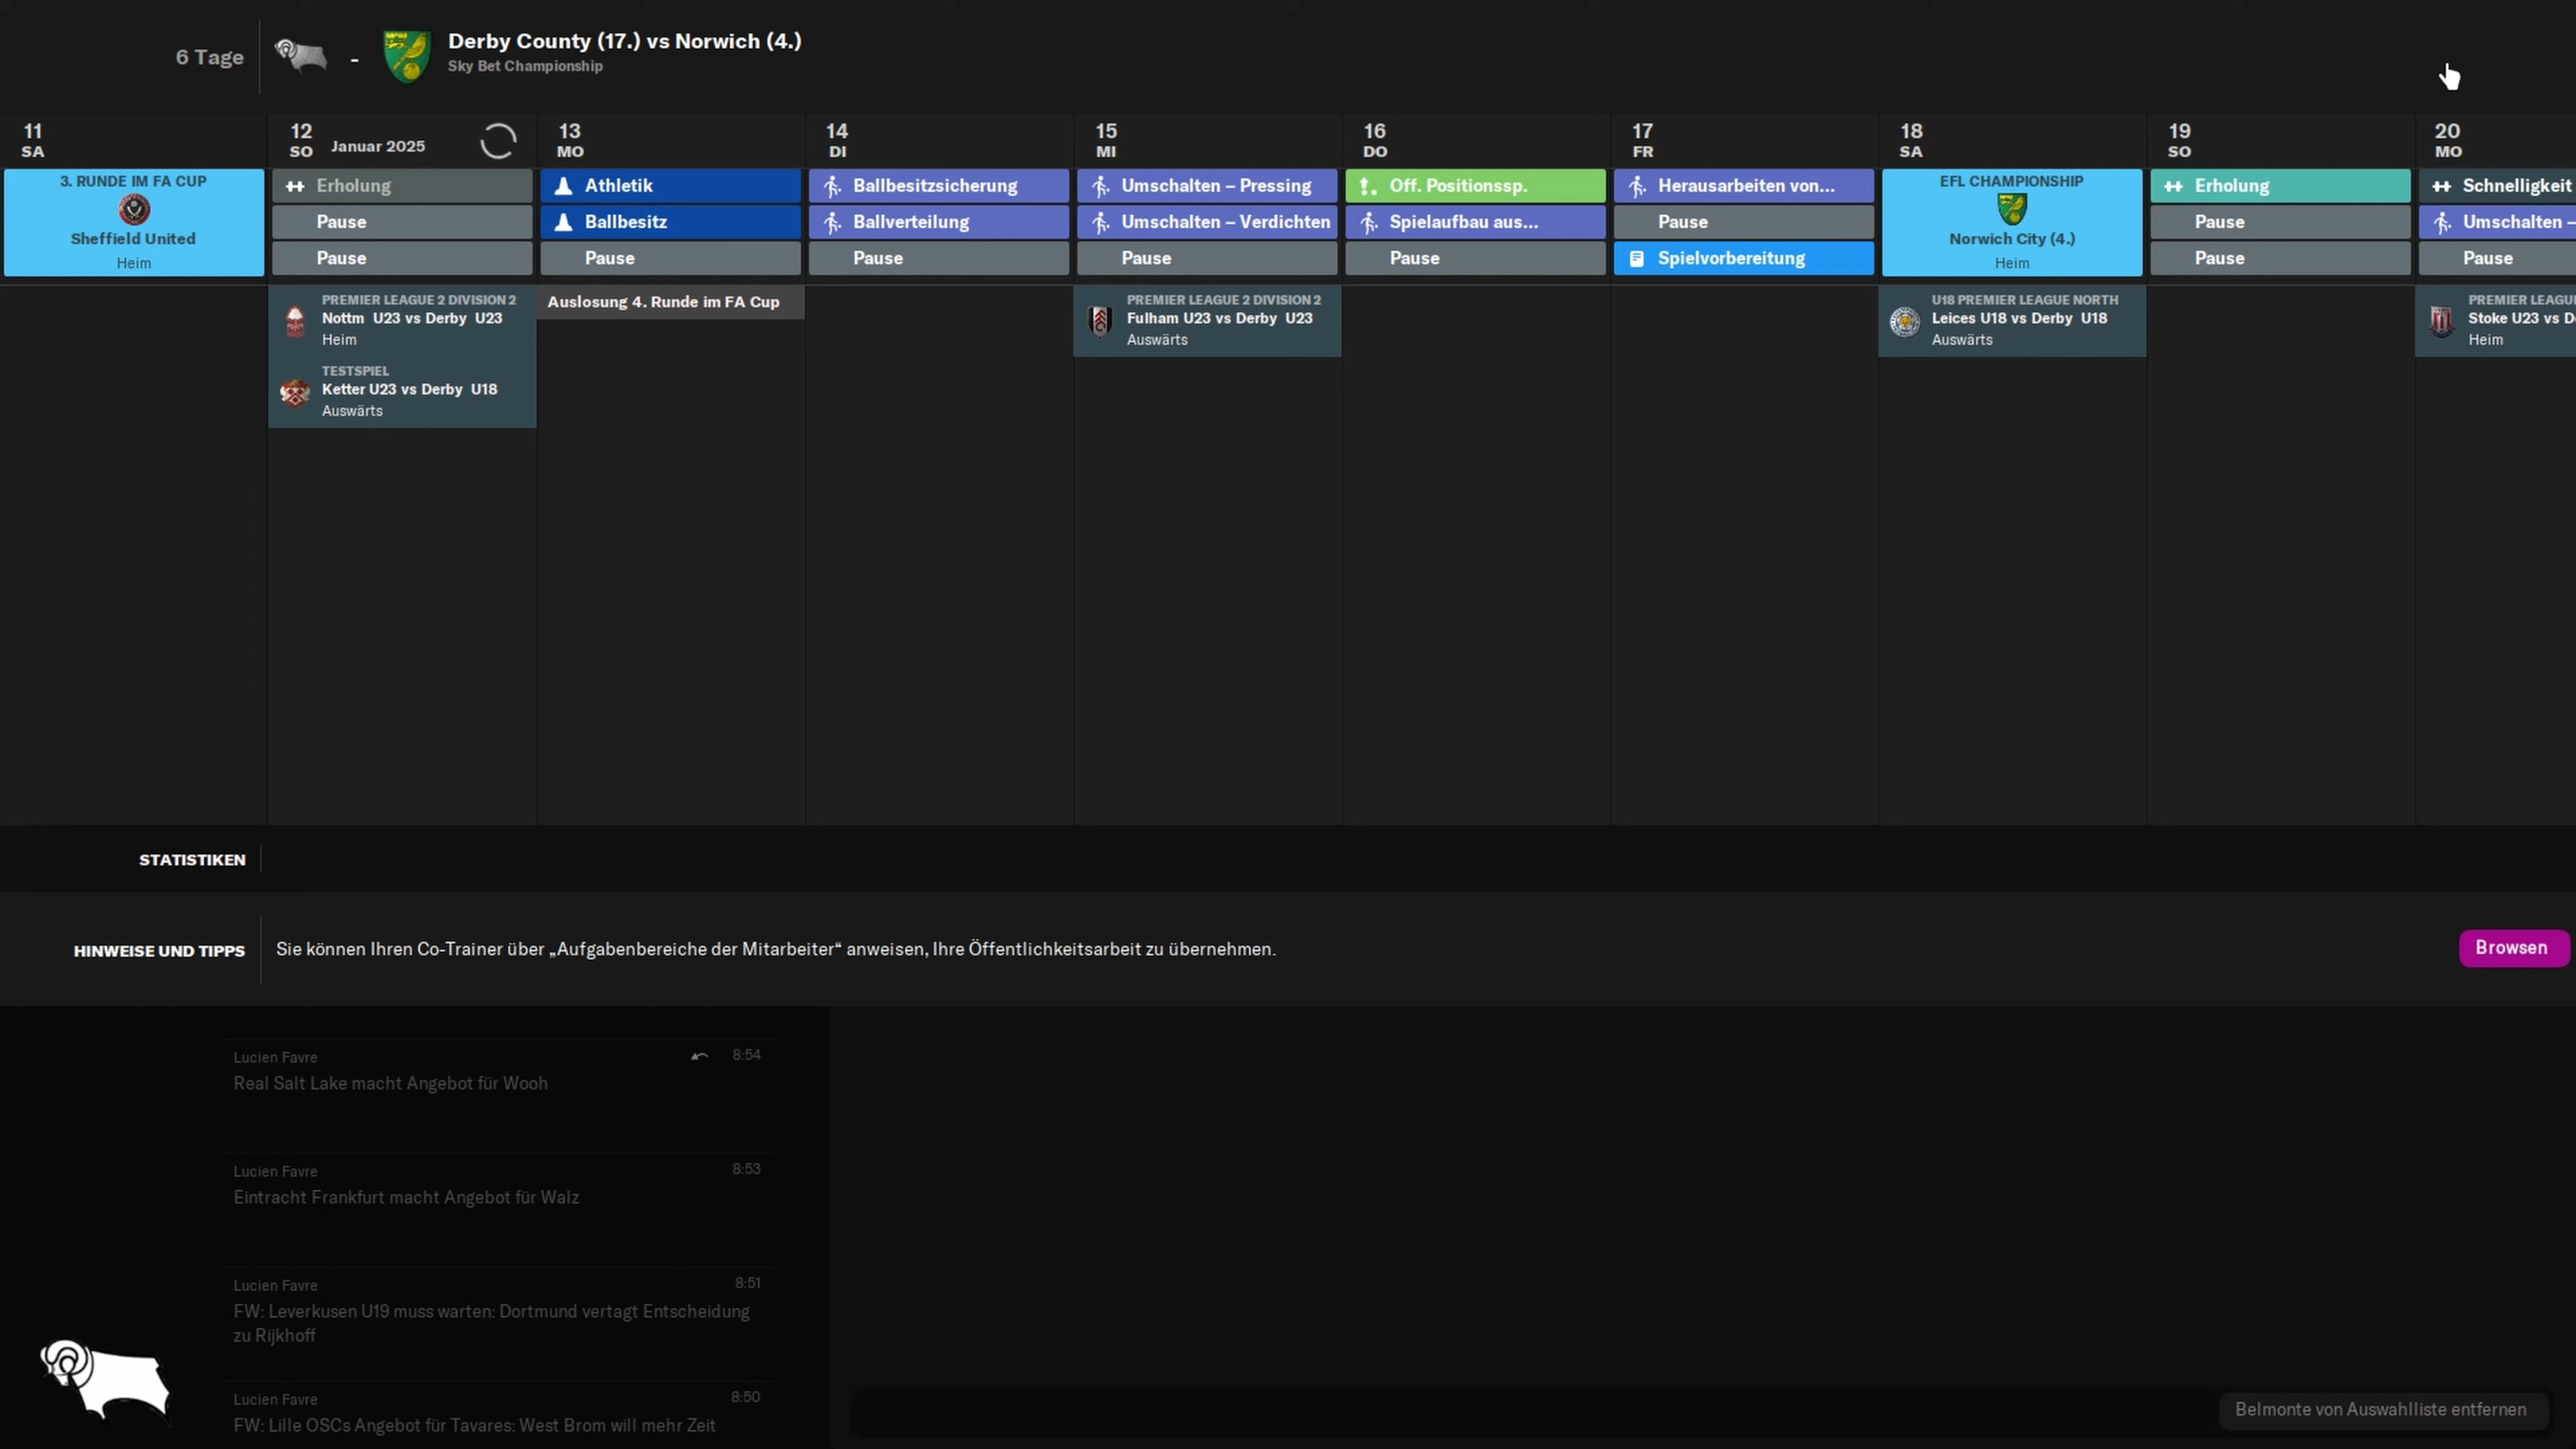 6 Tage
-
Derby County (17.) vs Norwich (4.)
Sky Bet Championship
11
SA
12
SO
Januar 2025
13
MO
14
DI
15
MI
16
DO
17
FR
18
SA
19
SO
20
MO
3. RUNDE IM FA CUP
Sheffield United
Heim
Erholung
Pause
Pause
Athletik
Ballbesitz
Pause
Ballbesitzsicherung
Ballverteilung
Pause
Umschalten – Pressing
Umschalten – Verdichten
Pause
Off. Positionssp.
Spielaufbau aus...
Pause
Herausarbeiten von...
Pause
Spielvorbereitung
EFL CHAMPIONSHIP
Norwich City (4.)
Heim
Erholung
Pause
Pause
Schnelligkeit
Umschalten –
Pause
PREMIER LEAGUE 2 DIVISION 2
Nottm U23 vs Derby U23
Heim
TESTSPIEL
Ketter U23 vs Derby U18
Auswärts
Auslosung 4. Runde im FA Cup
PREMIER LEAGUE 2 DIVISION 2
Fulham U23 vs Derby U23
Auswärts
U18 PREMIER LEAGUE NORTH
Leices U18 vs Derby U18
Auswärts
PREMIER LEAGU
Stoke U23 vs D
Heim
STATISTIKEN
HINWEISE UND TIPPS
Sie können Ihren Co-Trainer über „Aufgabenbereiche der Mitarbeiter“ anweisen, Ihre Öffentlichkeitsarbeit zu übernehmen.
Browsen
Lucien Favre
8:54
Real Salt Lake macht Angebot für Wooh
Lucien Favre
8:53
Eintracht Frankfurt macht Angebot für Walz
Lucien Favre
8:51
FW: Leverkusen U19 muss warten: Dortmund vertagt Entscheidung
zu Rijkhoff
Lucien Favre
8:50
FW: Lille OSCs Angebot für Tavares: West Brom will mehr Zeit
Belmonte von Auswahlliste entfernen